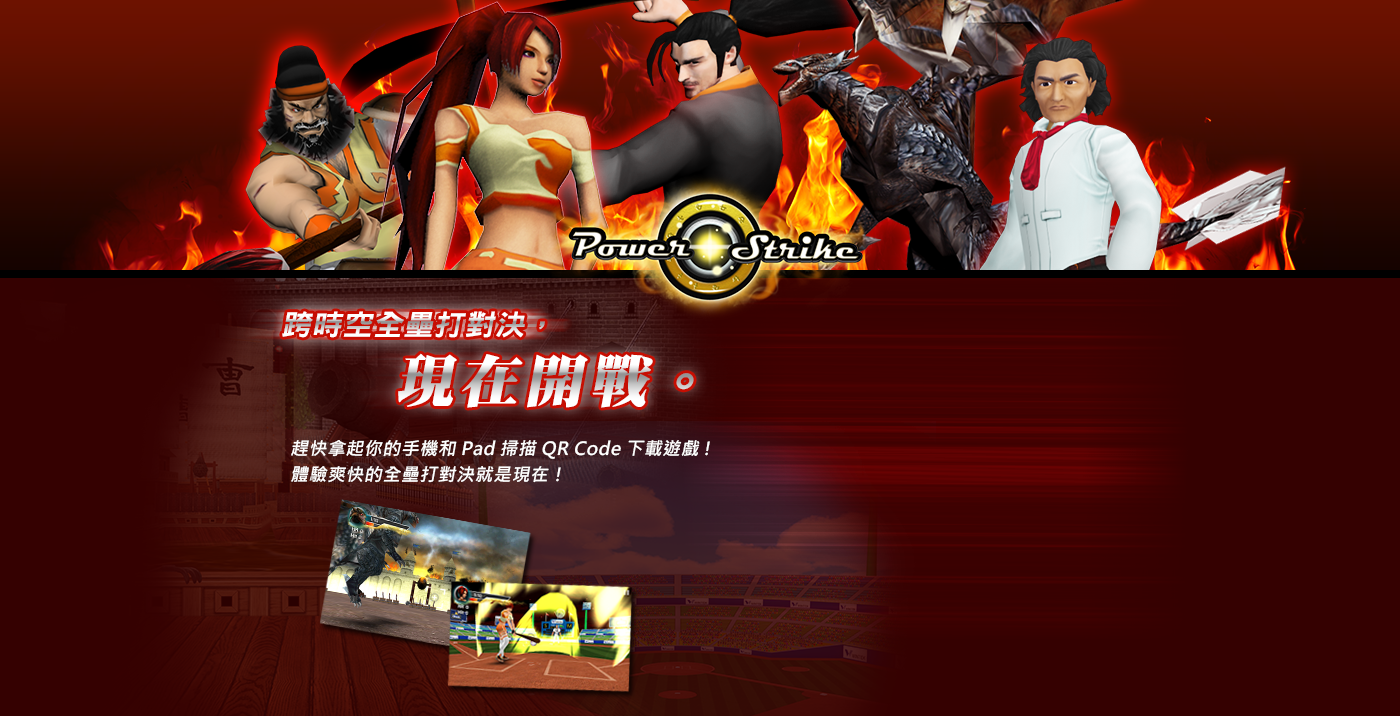 Power Strike
跨時空全壘打對決，
現在開戰。
曹
趕快拿起你的手機和 Pad 掃描 QR Code 下載遊戲！
體驗爽快的全壘打對決就是現在！